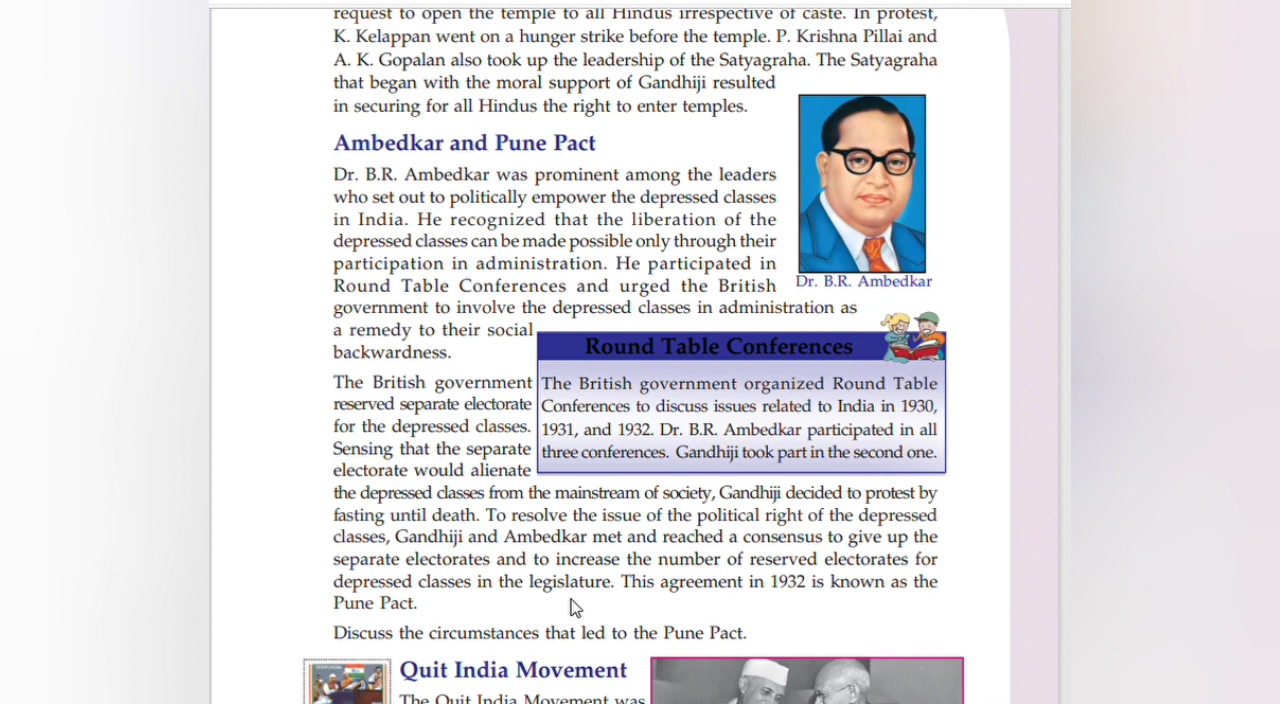 request to open the temple to all Hindus irrespective of caste. In protest,
K. Kelappan went on a hunger strike before the temple. P. Krishna Pillai and
A. K. Gopalan also took up the leadership of the Satyagraha. The Satyagraha
that began with the moral support of Gandhiji resulted
in securing for all Hindus the right to enter temples.
Ambedkar and Pune Pact
Dr. B.R. Ambedkar was prominent among the leaders
who set out to politically empower the depressed classes
in India. He recognized that the liberation of the
depressed classes can be made possible only through their
participation in administration. He participated in
Round Table Conferences and urged the British
government to involve the depressed classes in administration as
a remedy to their social
backwardness.
Dr. B.R. Ambedkar
Round Table Conferences
The British government organized Round Table
Conferences to discuss issues related to India in 1930,
1931, and 1932. Dr. B.R. Ambedkar participated in all
three conferences. Gandhiji took part in the second one.
The British government
reserved separate electorate
for the depressed classes.
Sensing that the separate
electorate would alienate
the depressed classes from the mainstream of society, Gandhiji decided to protest by
fasting until death. To resolve the issue of the political right of the depressed
classes, Gandhiji and Ambedkar met and reached a consensus to give up the
separate electorates and to increase the number of reserved electorates for
depressed classes in the legislature. This agreement in 1932 is known as the
Pune Pact.
Discuss the circumstances that led to the Pune Pact.
Quit India Movement
The Quit India Movement was